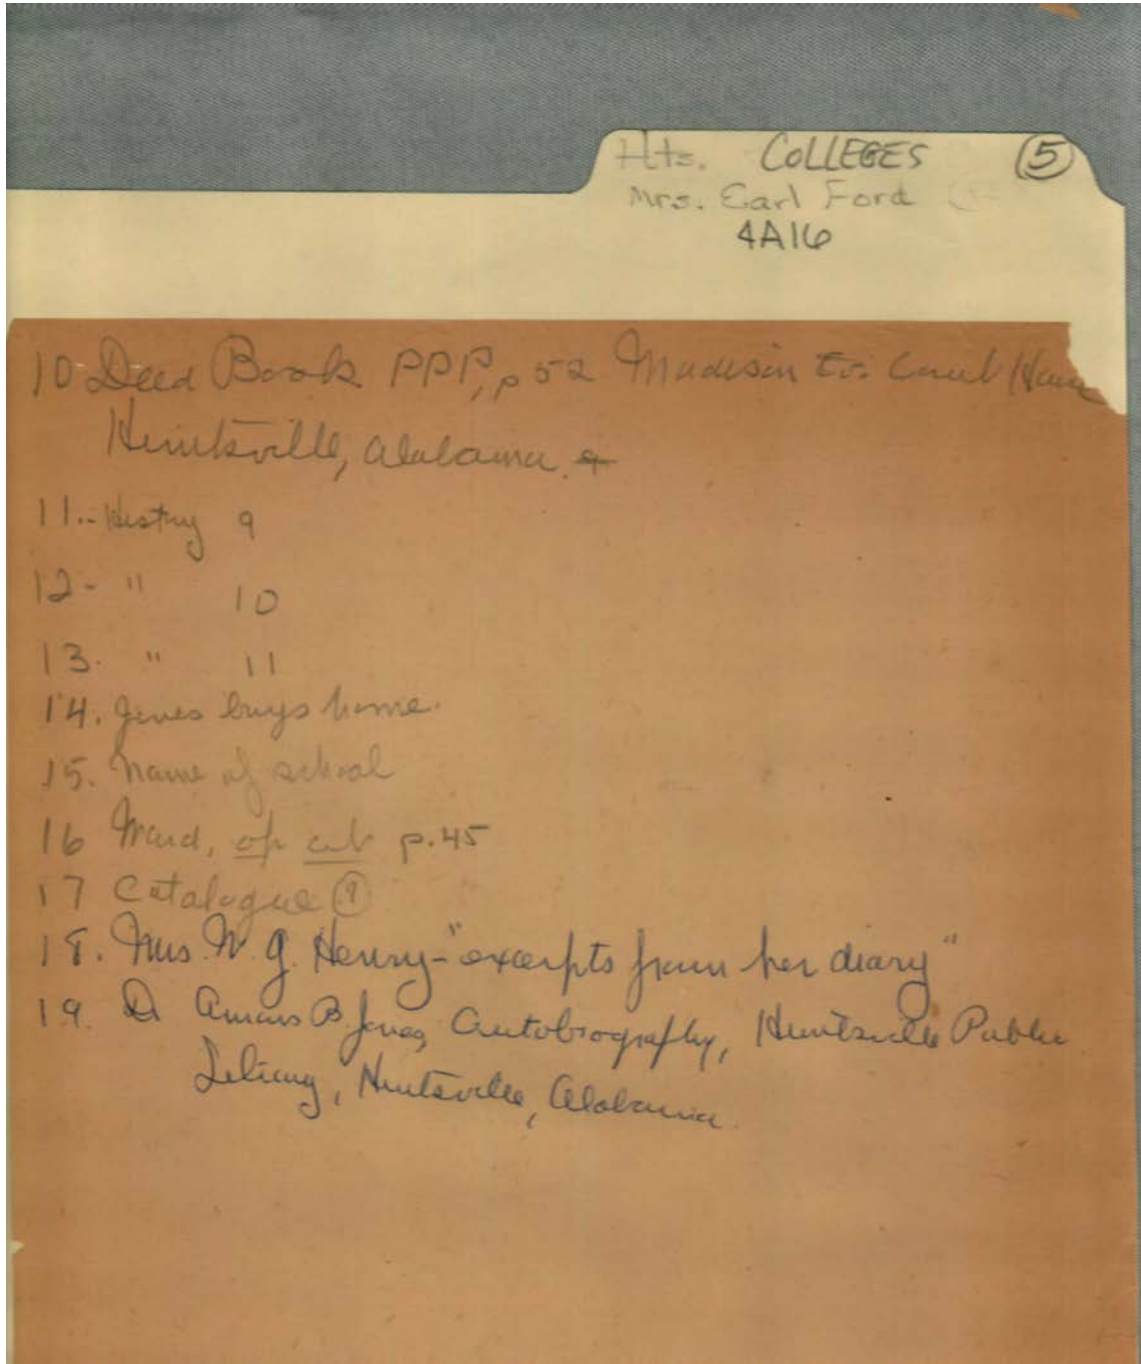 Hts. COLLEGES (5)
Mrs. Earl Ford
4A16
10 Deed Book PPP, p 52 Madison Co. Court House
Huntsville, Alabama.
11.- History 9
12- " 10
13. " 11
14. Jones buys home.
15. Name of school
16 Ward, op cit p.45
17 Catalogue (9)
18. Mrs. W. G. Henry - "excerpts from her diary"
19. Dr Amos B Jones, Autobiography, Huntsville Public
Library, Huntsville, Alabama.